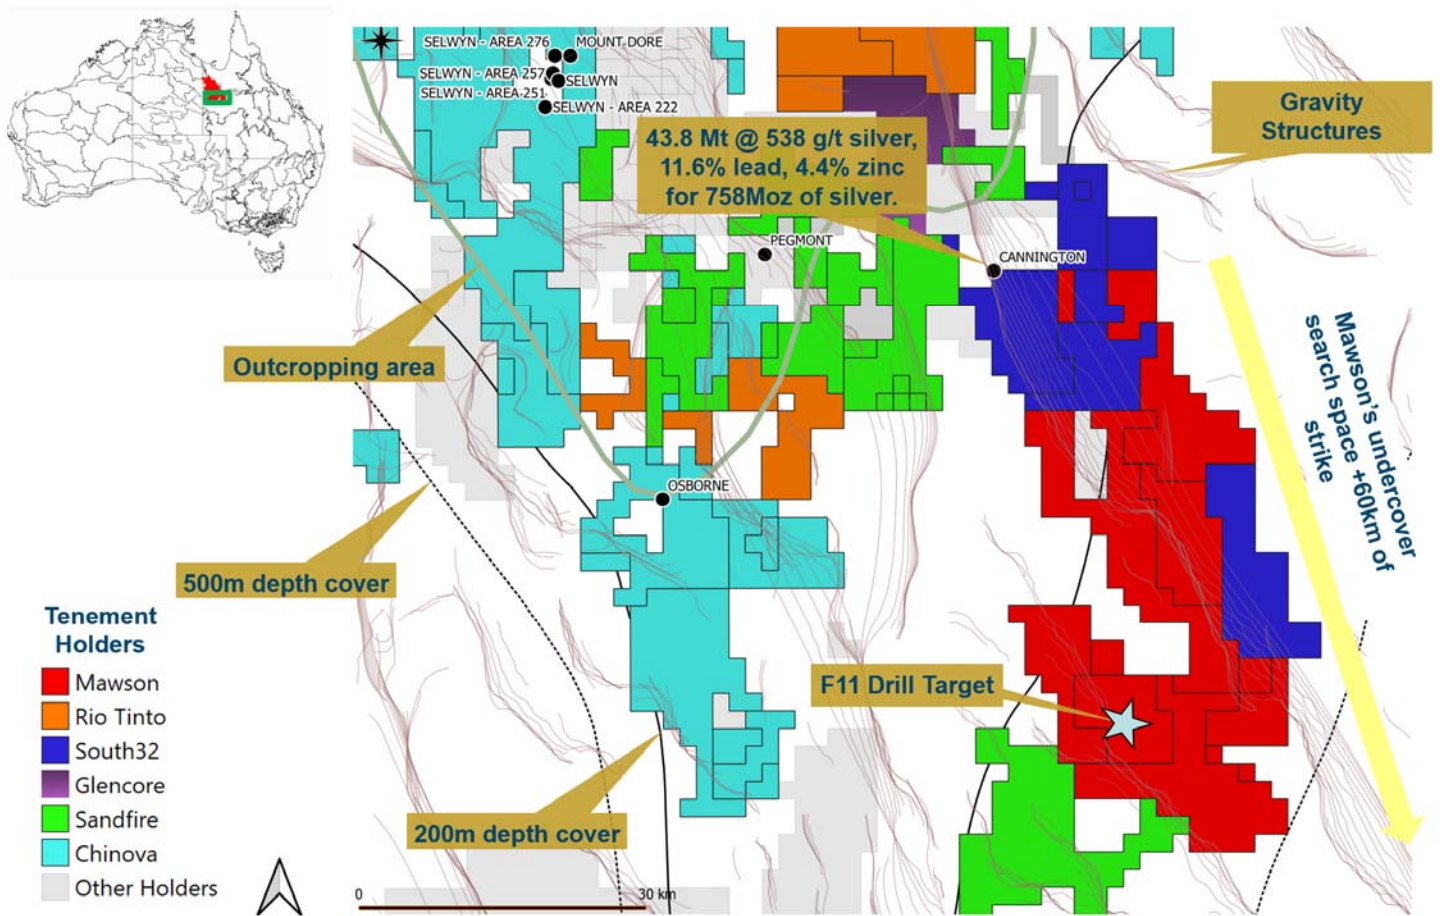 SELWYN - AREA 276
MOUNT DORE
SELWYN - AREA 257
SELWYN
SELWYN - AREA 251
SELWYN - AREA 222
43.8 Mt @ 538 g/t silver,
11.6% lead, 4.4% zinc
for 758Moz of silver.
Gravity
Structures
PEGMONT
CANNINGTON
Outcropping area
Mawson's undercover
search space +60km of
strike
OSBORNE
500m depth cover
F11 Drill Target
200m depth cover
Tenement
Holders
Mawson
Rio Tinto
South32
Glencore
Sandfire
Chinova
Other Holders
0
30 km